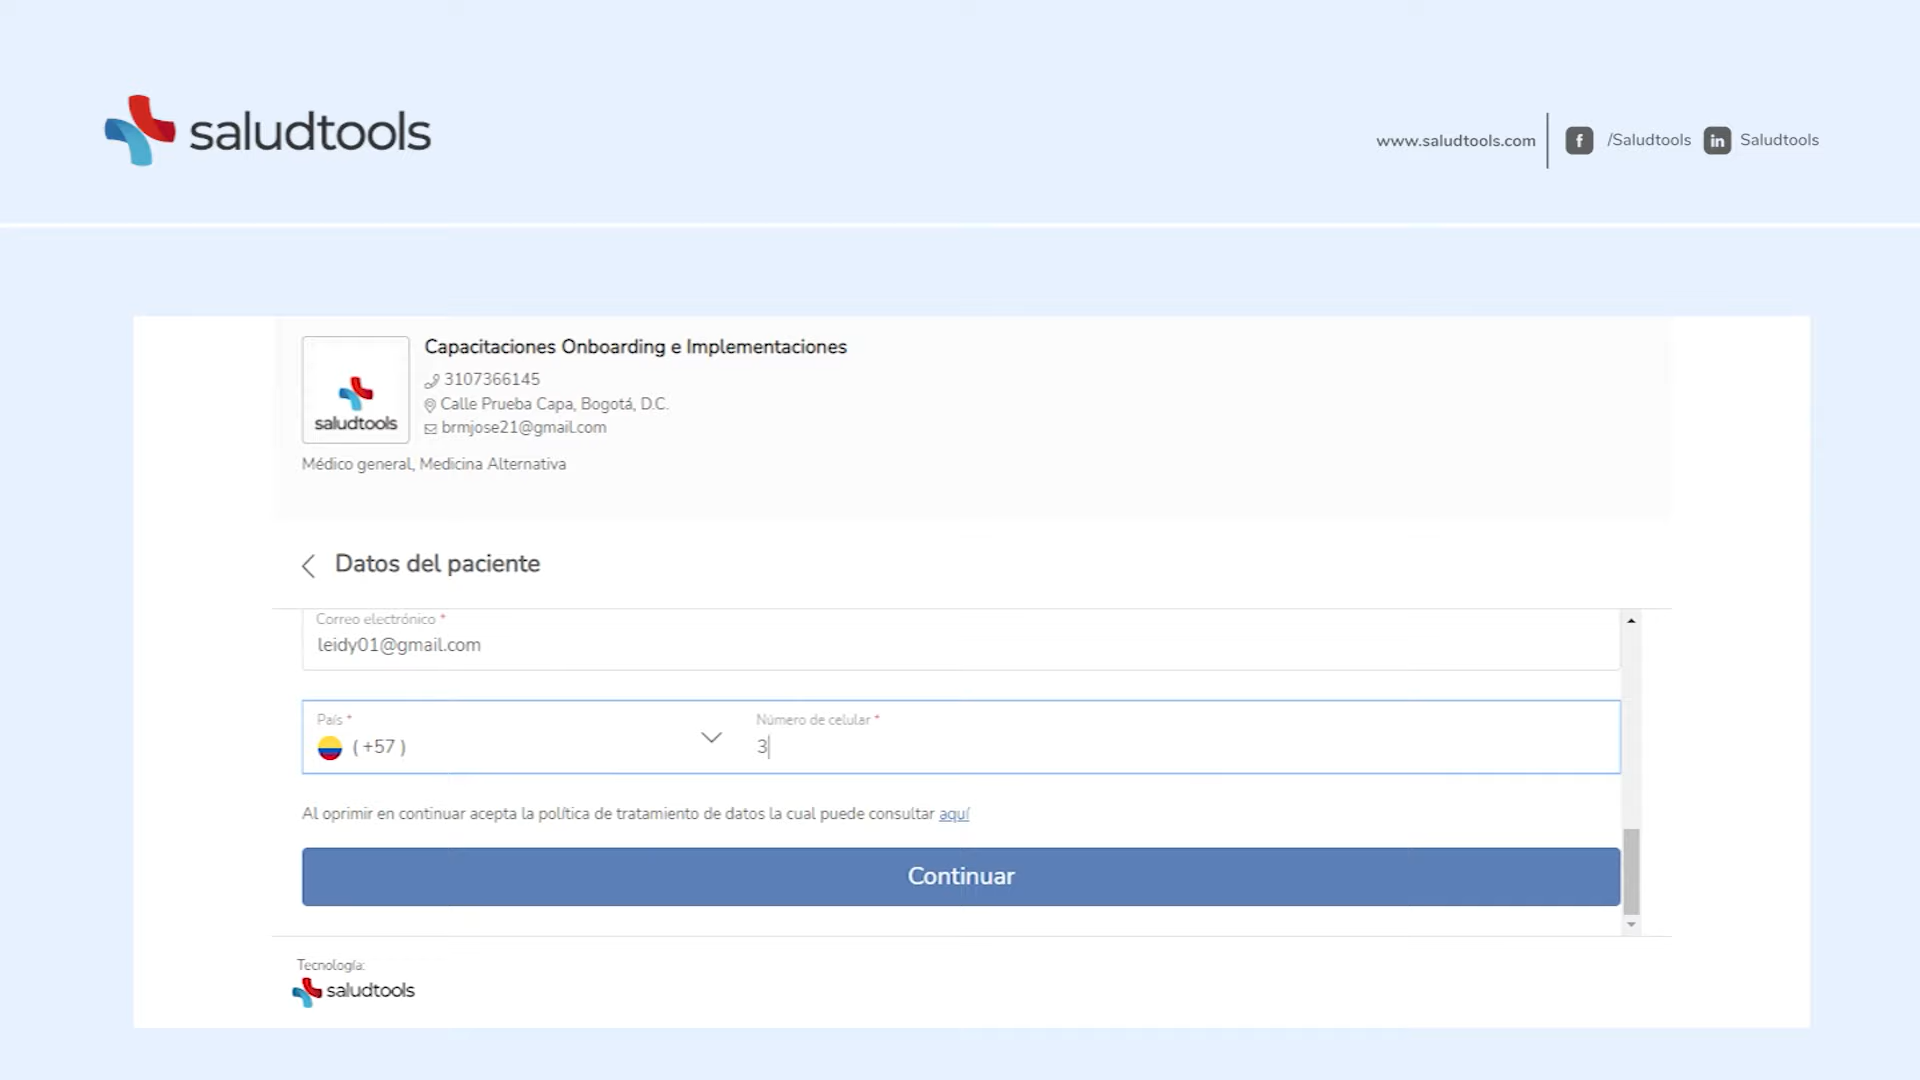 saludtools
www.saludtools.com
f /Saludtools in Saludtools
saludtools
Capacitaciones Onboarding e Implementaciones
3107366145
Calle Prueba Capa, Bogotá, D.C.
brmjose21@gmail.com
Médico general, Medicina Alternativa
Datos del paciente
Correo electrónico *
leidy01@gmail.com
País *
( +57 )
Número de celular *
3
Al oprimir en continuar acepta la política de tratamiento de datos la cual puede consultar aquí
Continuar
Tecnología:
saludtools